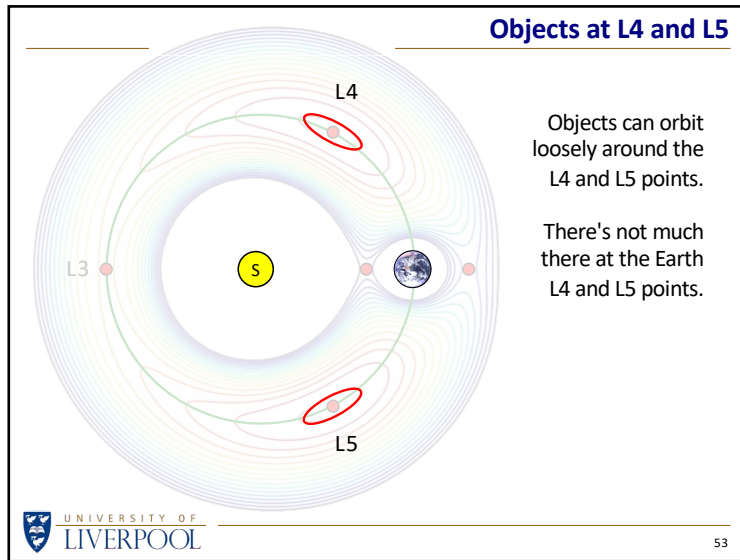 Objects at L4 and L5
L4
Objects can orbit
loosely around the
L4 and L5 points.
There's not much
there at the Earth
L4 and L5 points.
L3
S
L5
UNIVERSITY OF
LIVERPOOL
53